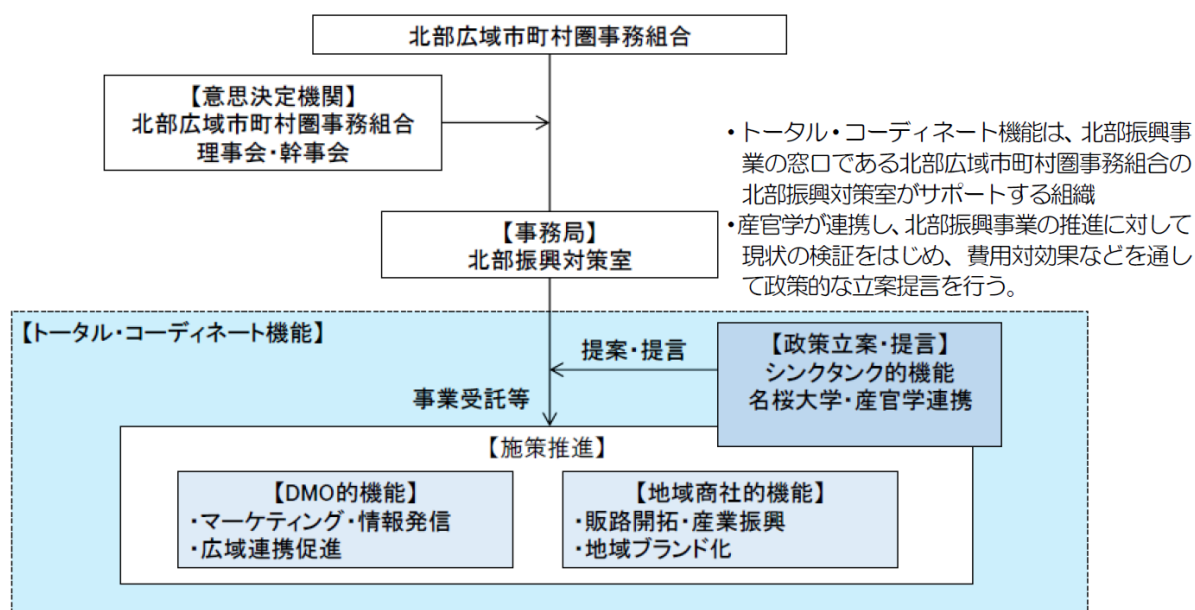 北部広域市町村圏事務組合
【意思決定機関】
北部広域市町村圏事務組合
理事会・幹事会
・トータル・コーディネート機能は、北部振興事
業の窓口である北部広域市町村圏事務組合の
北部振興対策室がサポートする組織
・産官学が連携し、北部振興事業の推進に対して
現状の検証をはじめ、費用対効果などを通し
て政策的な立案提言を行う。
【事務局】
北部振興対策室
【トータル・コーディネート機能】
提案・提言
【政策立案・提言】
シンクタンク的機能
名桜大学・産官学連携
事業受託等
【施策推進】
【DMO的機能】
・マーケティング・情報発信
・広域連携促進
【地域商社的機能】
・販路開拓・産業振興
・地域ブランド化